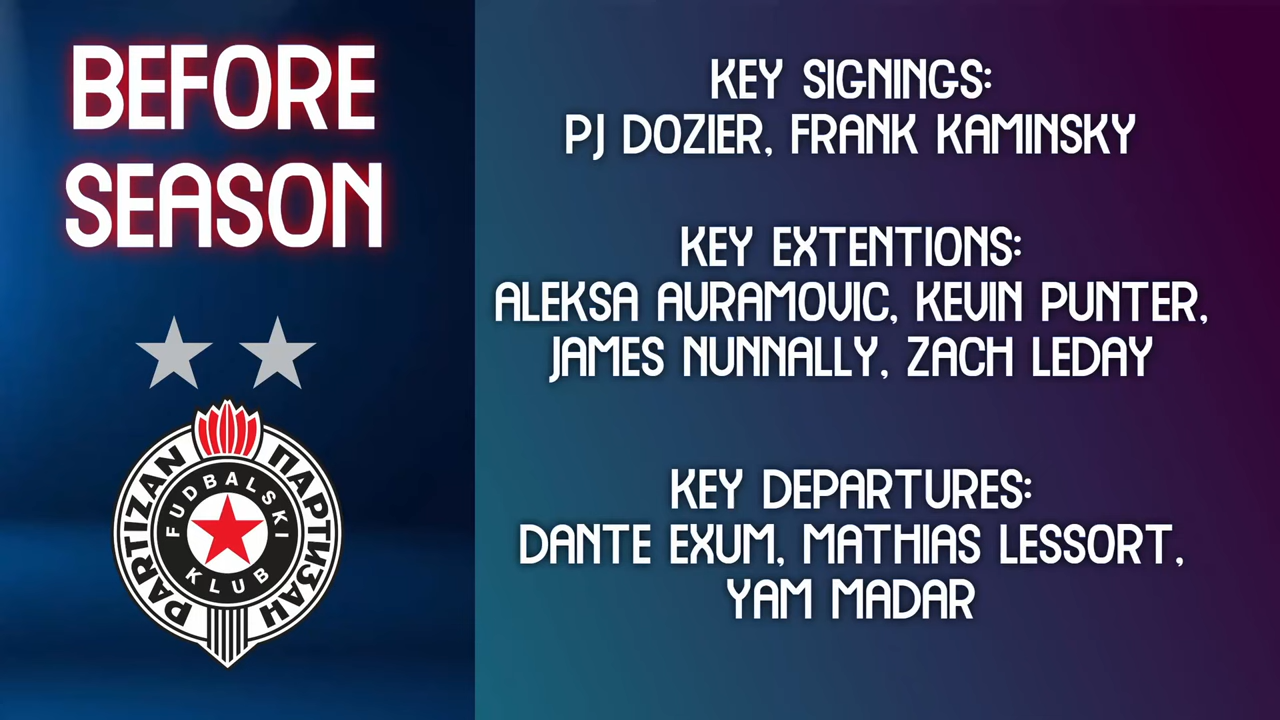 BEFORE
SEASON
PARTIZAN ПАРТИЗАН
FUDBALSKI
KLUB
KEY SIGNINGS:
PJ DOZIER, FRANK KAMINSKY
KEY EXTENTIONS:
ALEKSA AVRAMOVIC, KEVIN PUNTER,
JAMES NUNNALLY, ZACH LEDAY
KEY DEPARTURES:
DANTE EXUM, MATHIAS LESSORT,
YAM MADAR